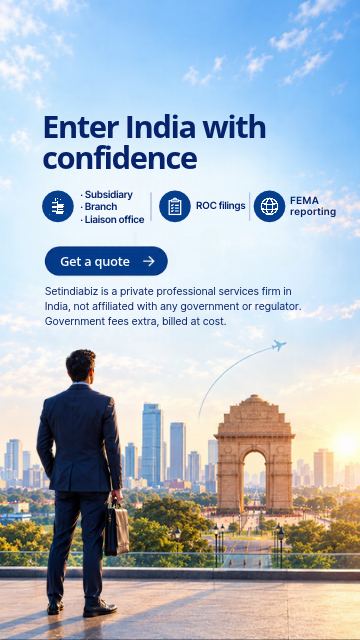 Enter India with
confidence
· Subsidiary
· Branch
· Liaison office
ROC filings
FEMA
reporting
Get a quote →
Setindiabiz is a private professional services firm in
India, not affiliated with any government or regulator.
Government fees extra, billed at cost.